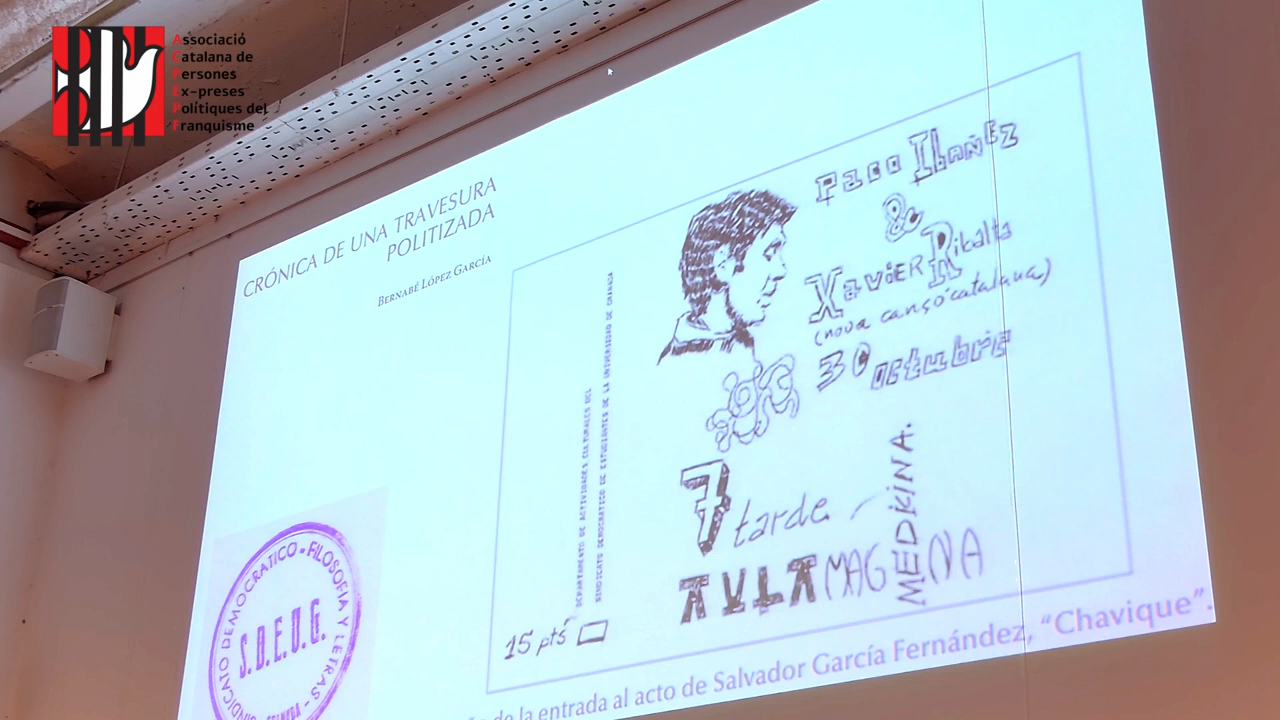 Associació
Catalana de
Persones
Ex-preses
Polítiques del
Franquisme
CRÓNICA DE UNA TRAVESURA
POLITIZADA
BERNABÉ LÓPEZ GARCÍA
PACO IBAÑEZ
&
XAVIER Ribalta
(nova cançó catalana)
30 octubre
7 tarde
AULA MAGNA
MEDICINA.
DEPARTAMENTO DE ACTIVIDADES CULTURALES DEL
SINDICATO DEMOCRATICO DE ESTUDIANTES DE LA UNIVERSIDAD DE GRANADA
15 pts
SINDICATO DEMOCRATICO - FILOSOFIA Y LETRAS -
S.D.E.U.G.
de la entrada al acto de Salvador García Fernández, “Chavique”.